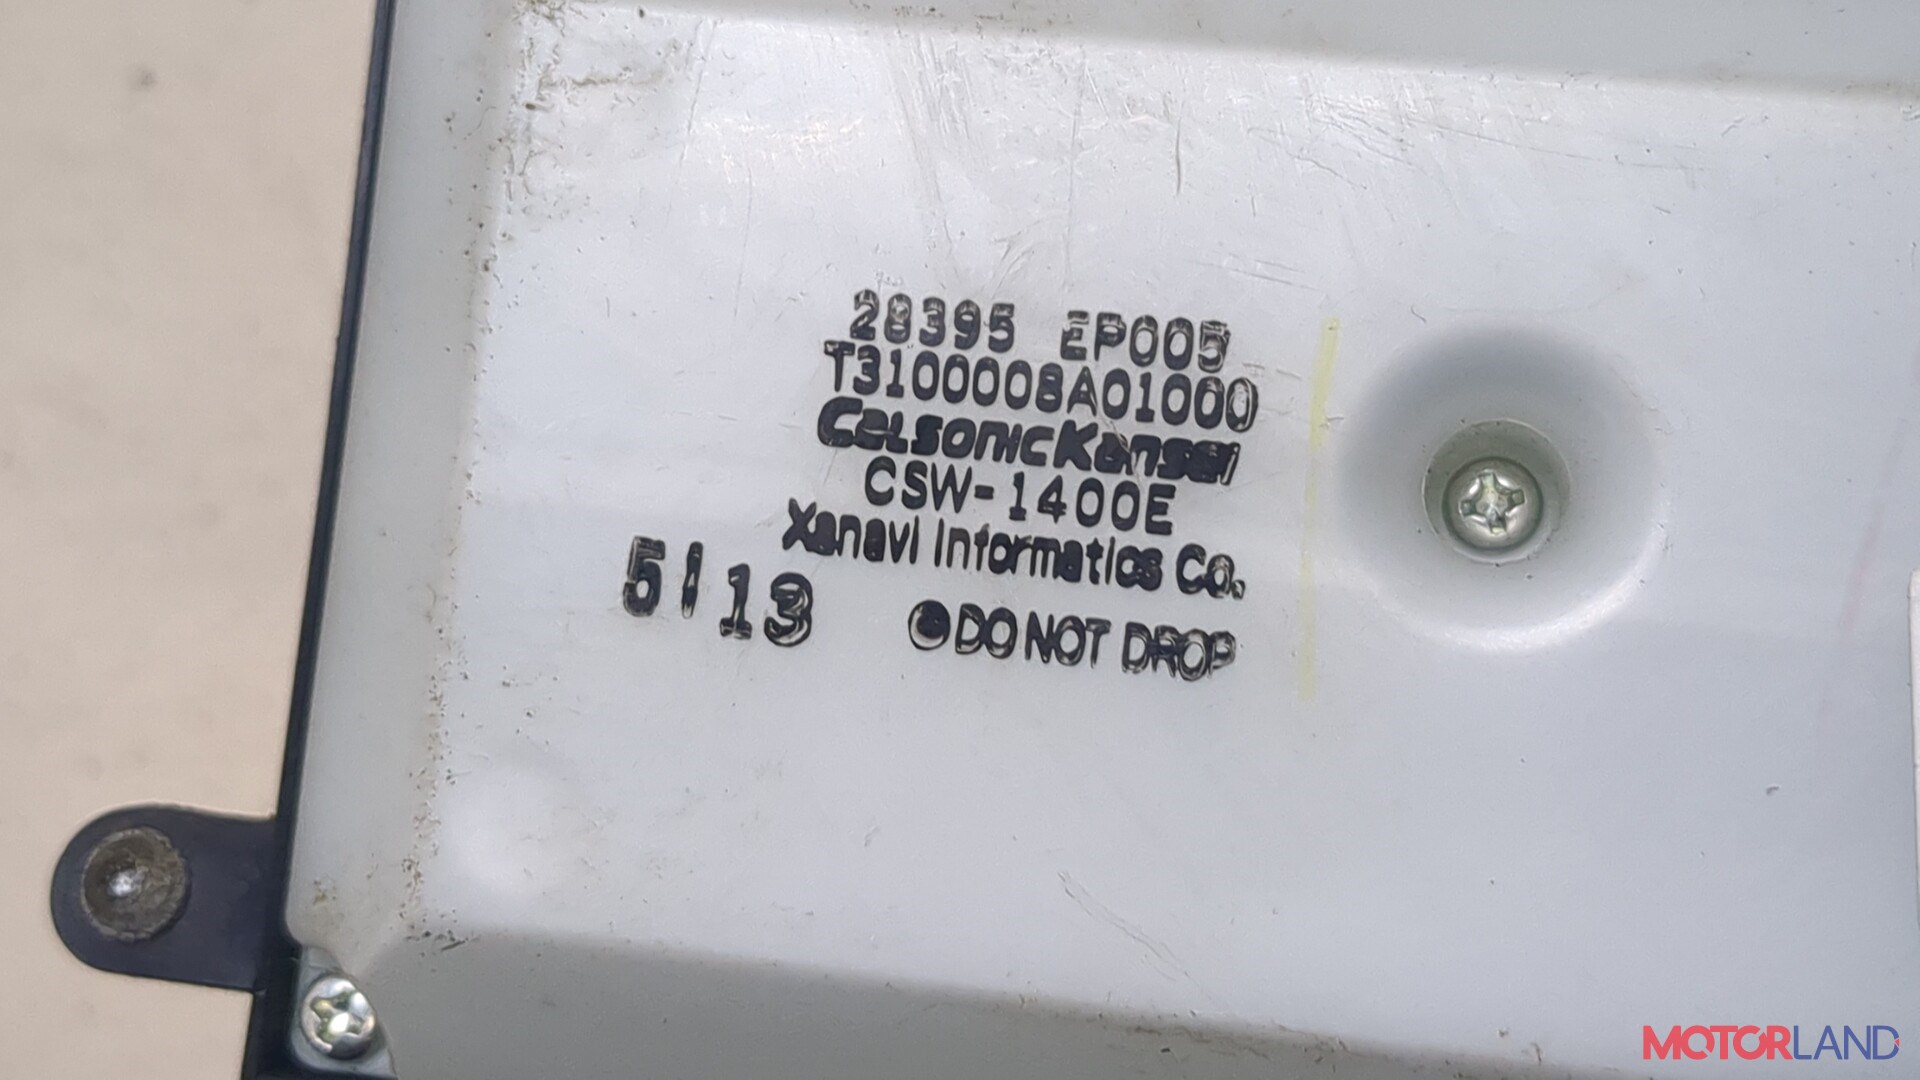 28395 EP005
T3100008A01000
CalsonicKansei
CSW-1400E
Xanavi Informatics Co.
5/13
●DO NOT DROP
MOTORLAND